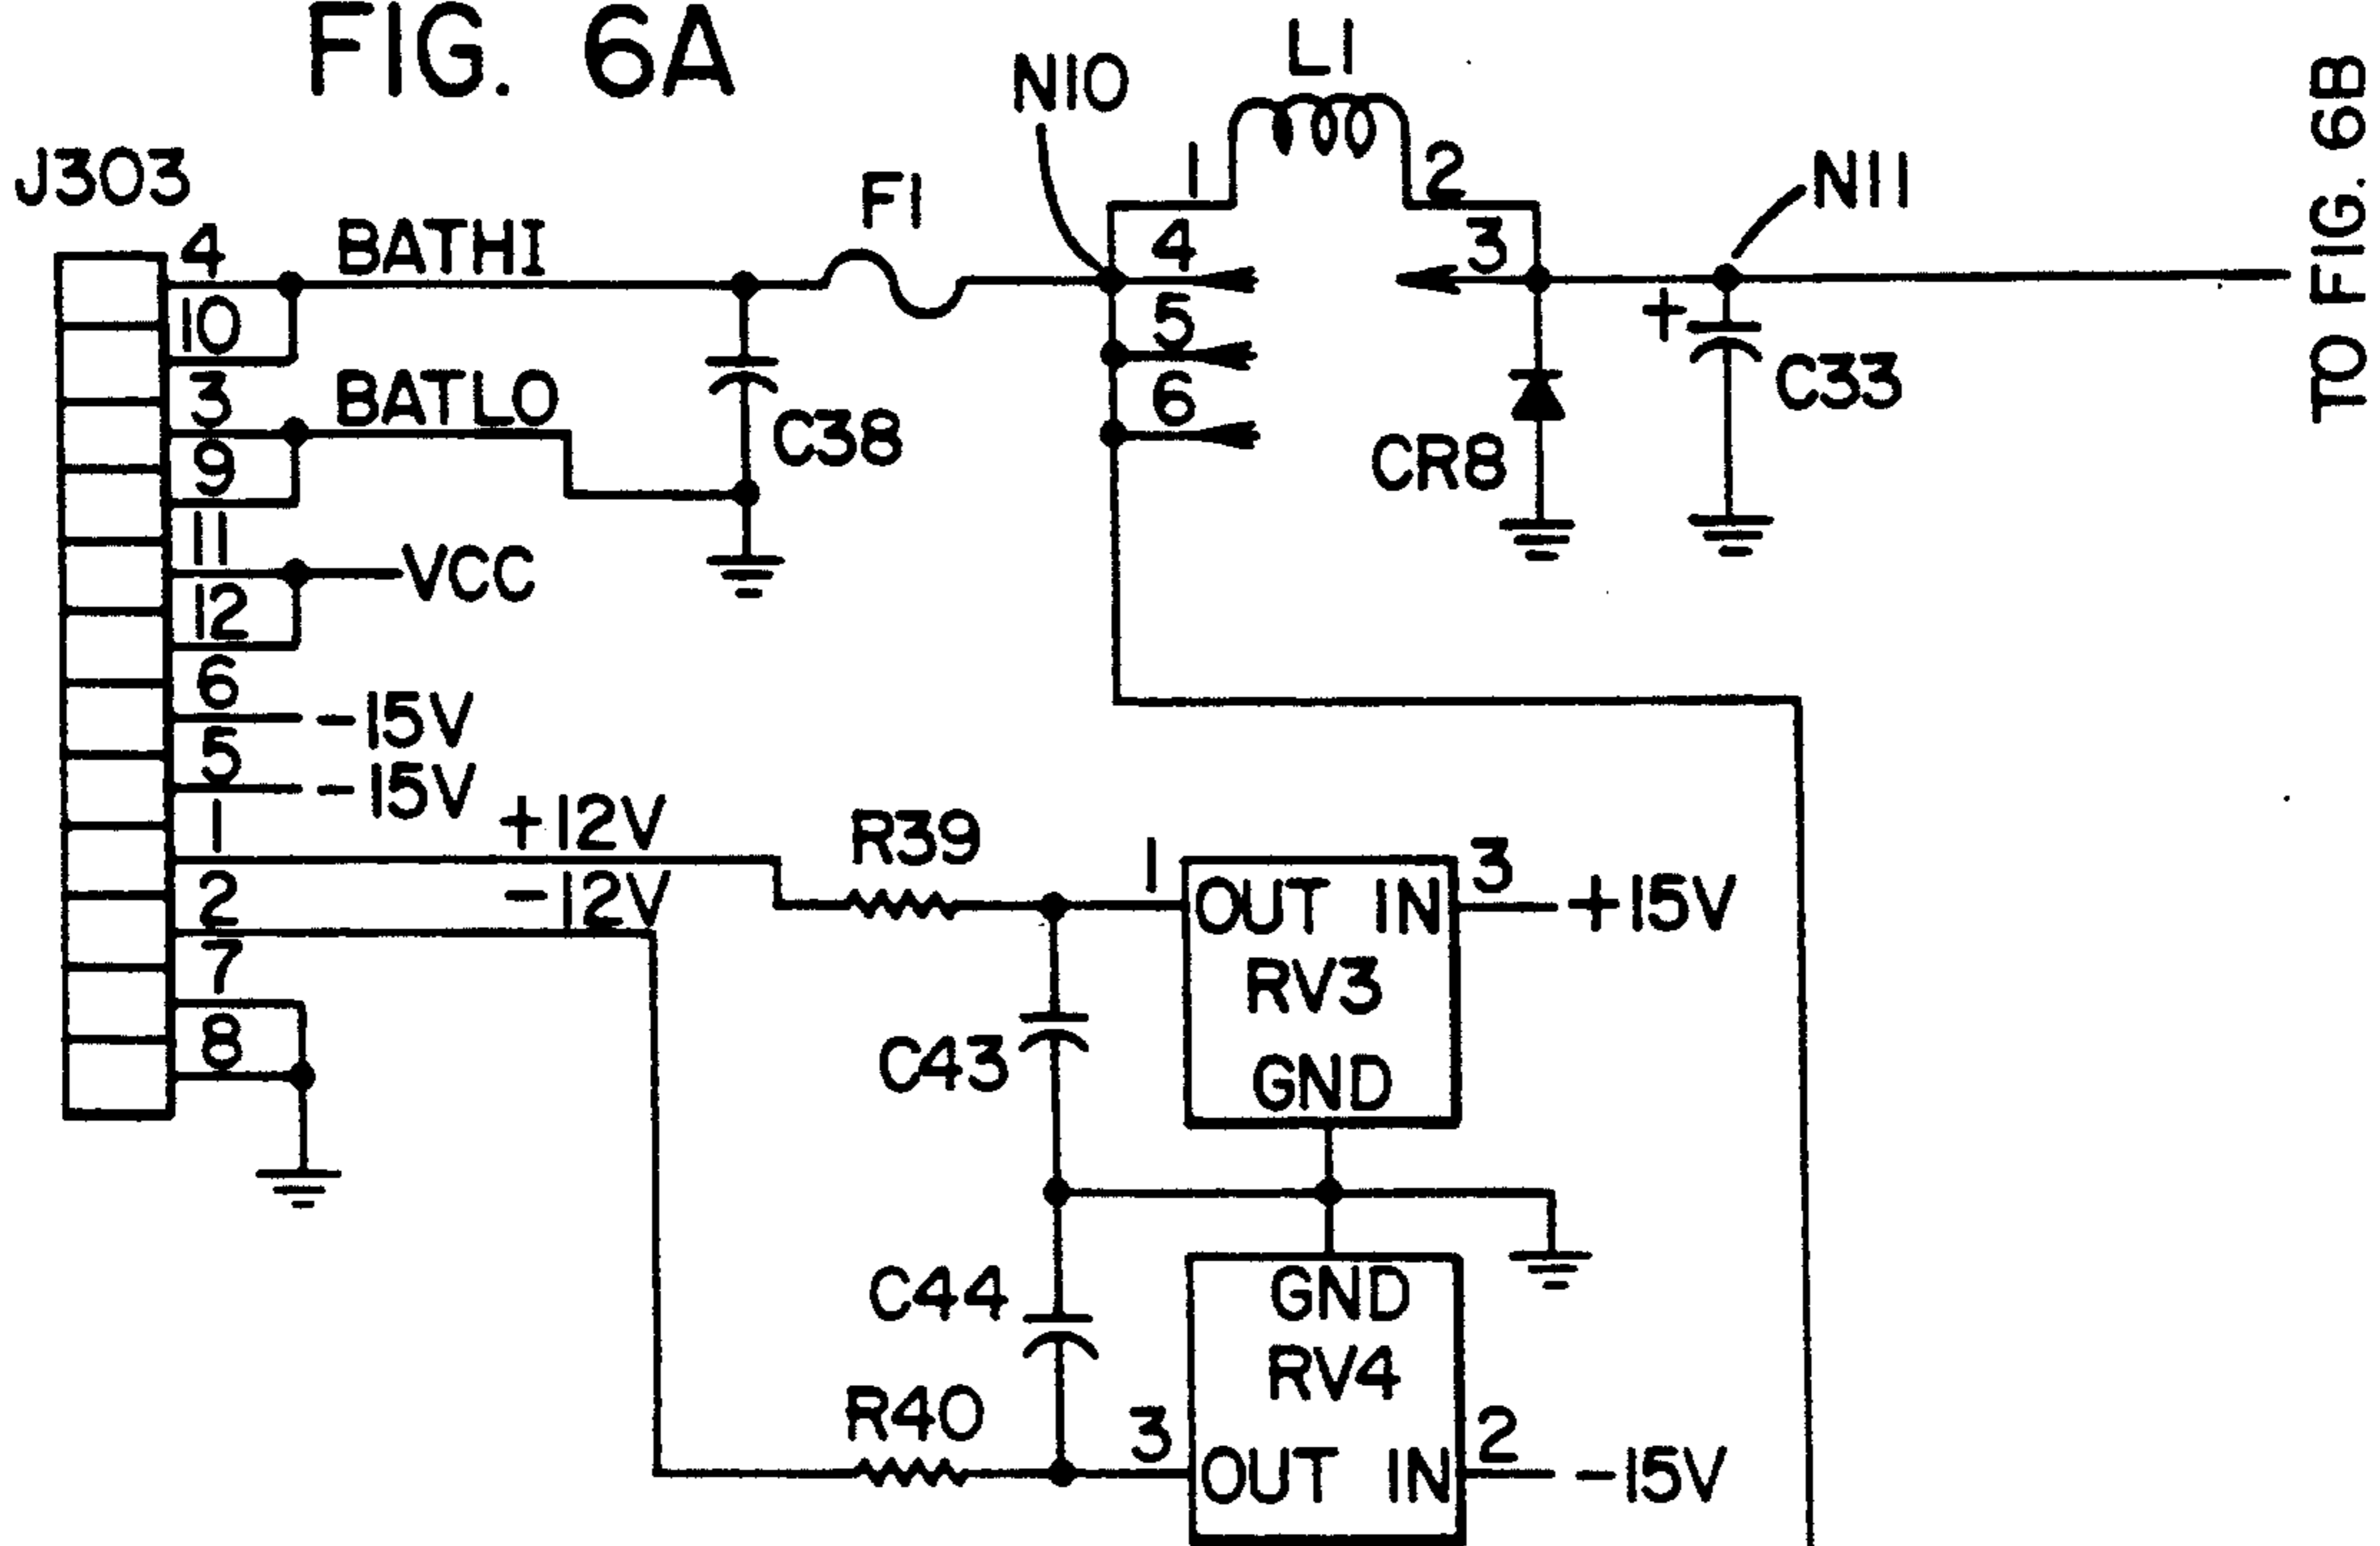 FIG. 6A
J303
4
BATHI
10
3
BATLO
9
11
VCC
12
6
-15V
5
-15V
1
+12V
2
-12V
7
8
F1
C38
N10
L1
1
2
4
3
5
6
N11
+
C33
CR8
TO FIG. 6B
R39
1
OUT IN
3
+15V
RV3
GND
C43
C44
GND
RV4
R40
3
OUT IN
2
-15V